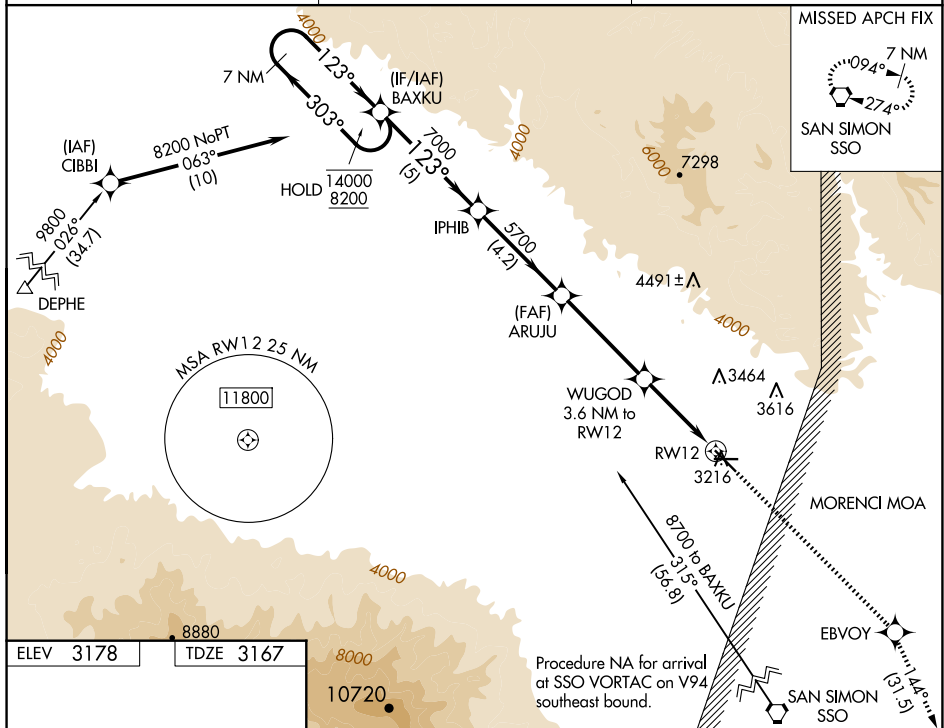 MISSED APCH FIX
7 NM
094°
274°
SAN SIMON
SSO
4000
7 NM
123°
303°
(IF/IAF)
BAXKU
HOLD
14000
8200
7000
123°
(5)
4000
6000
7298
(IAF)
CIBBI
8200 NoPT
063°
(10)
9800
026°
(34.7)
DEPHE
4000
IPHIB
5700
(4.2)
(FAF)
ARUJU
4491±
4000
MSA RW12 25 NM
11800
WUGOD
3.6 NM to
RW12
3464
3616
RW12
3216
MORENCI MOA
8700 to BAXKU
315°
(56.8)
EBVOY
144°
(31.5)
4000
8880
8000
10720
ELEV 3178
TDZE 3167
Procedure NA for arrival
at SSO VORTAC on V94
southeast bound.
SAN SIMON
SSO